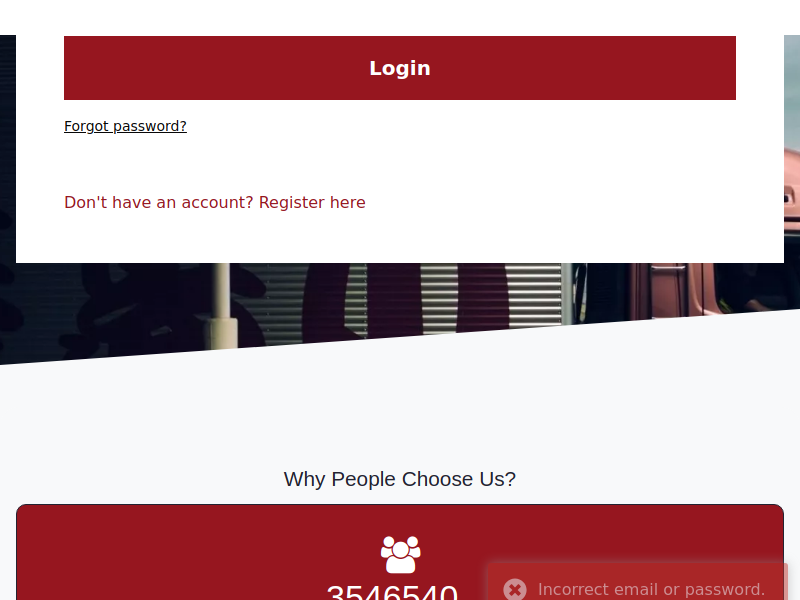 Login
Forgot password?
Don't have an account? Register here
Why People Choose Us?
3546540
Incorrect email or password.